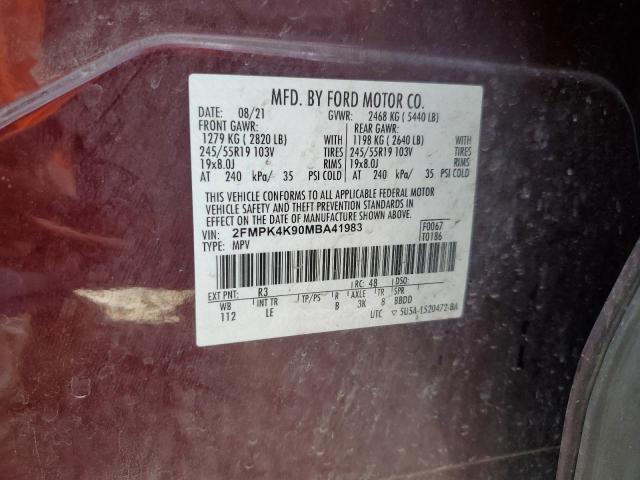 MFD. BY FORD MOTOR CO.
DATE: 08/21 GVWR: 2468 KG ( 5440 LB)
FRONT GAWR: REAR GAWR:
1279 KG ( 2820 LB) WITH 1198 KG ( 2640 LB) WITH
245/55R19 103V TIRES 245/55R19 103V TIRES
19x8.0J RIMS 19x8.0J RIMS
AT 240 kPa/ 35 PSI COLD AT 240 kPa/ 35 PSI COLD
THIS VEHICLE CONFORMS TO ALL APPLICABLE FEDERAL MOTOR
VEHICLE SAFETY AND THEFT PREVENTION STANDARDS IN
EFFECT ON THE DATE OF MANUFACTURE SHOWN ABOVE.
VIN: 2FMPK4K90MBA41983 F0067
TYPE: MPV T0186
EXT PNT: R3 RC: 48 DSO:
WB INT TR TP/PS R AXLE TR SPR
112 LE B 3K 8 BBDD
UTC ▽ 5U5A-1520472-BA